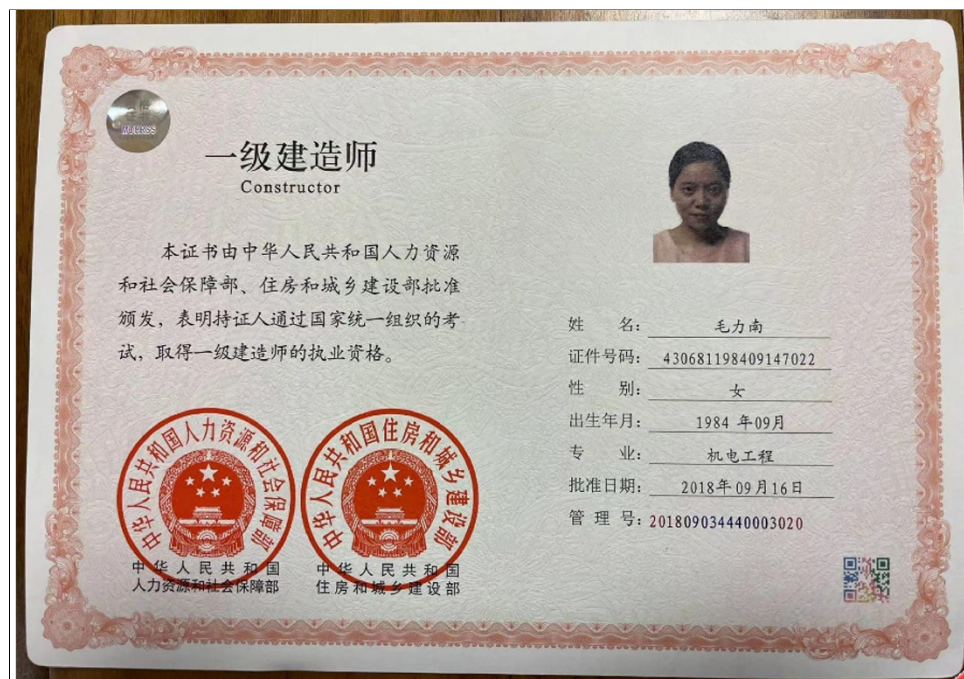 一级建造师
Constructor
本证书由中华人民共和国人力资源
和社会保障部、住房和城乡建设部批准
颁发，表明持证人通过国家统一组织的考
试，取得一级建造师的执业资格。
中华人民共和国人力资源和社会保障部
中华人民共和国住房和城乡建设部
中华人民共和国
人力资源和社会保障部
中华人民共和国
住房和城乡建设部
姓 名：毛力南
证件号码：430681198409147022
性 别：女
出生年月：1984 年09月
专 业：机电工程
批准日期：2018年09月16日
管 理 号：201809034440003020